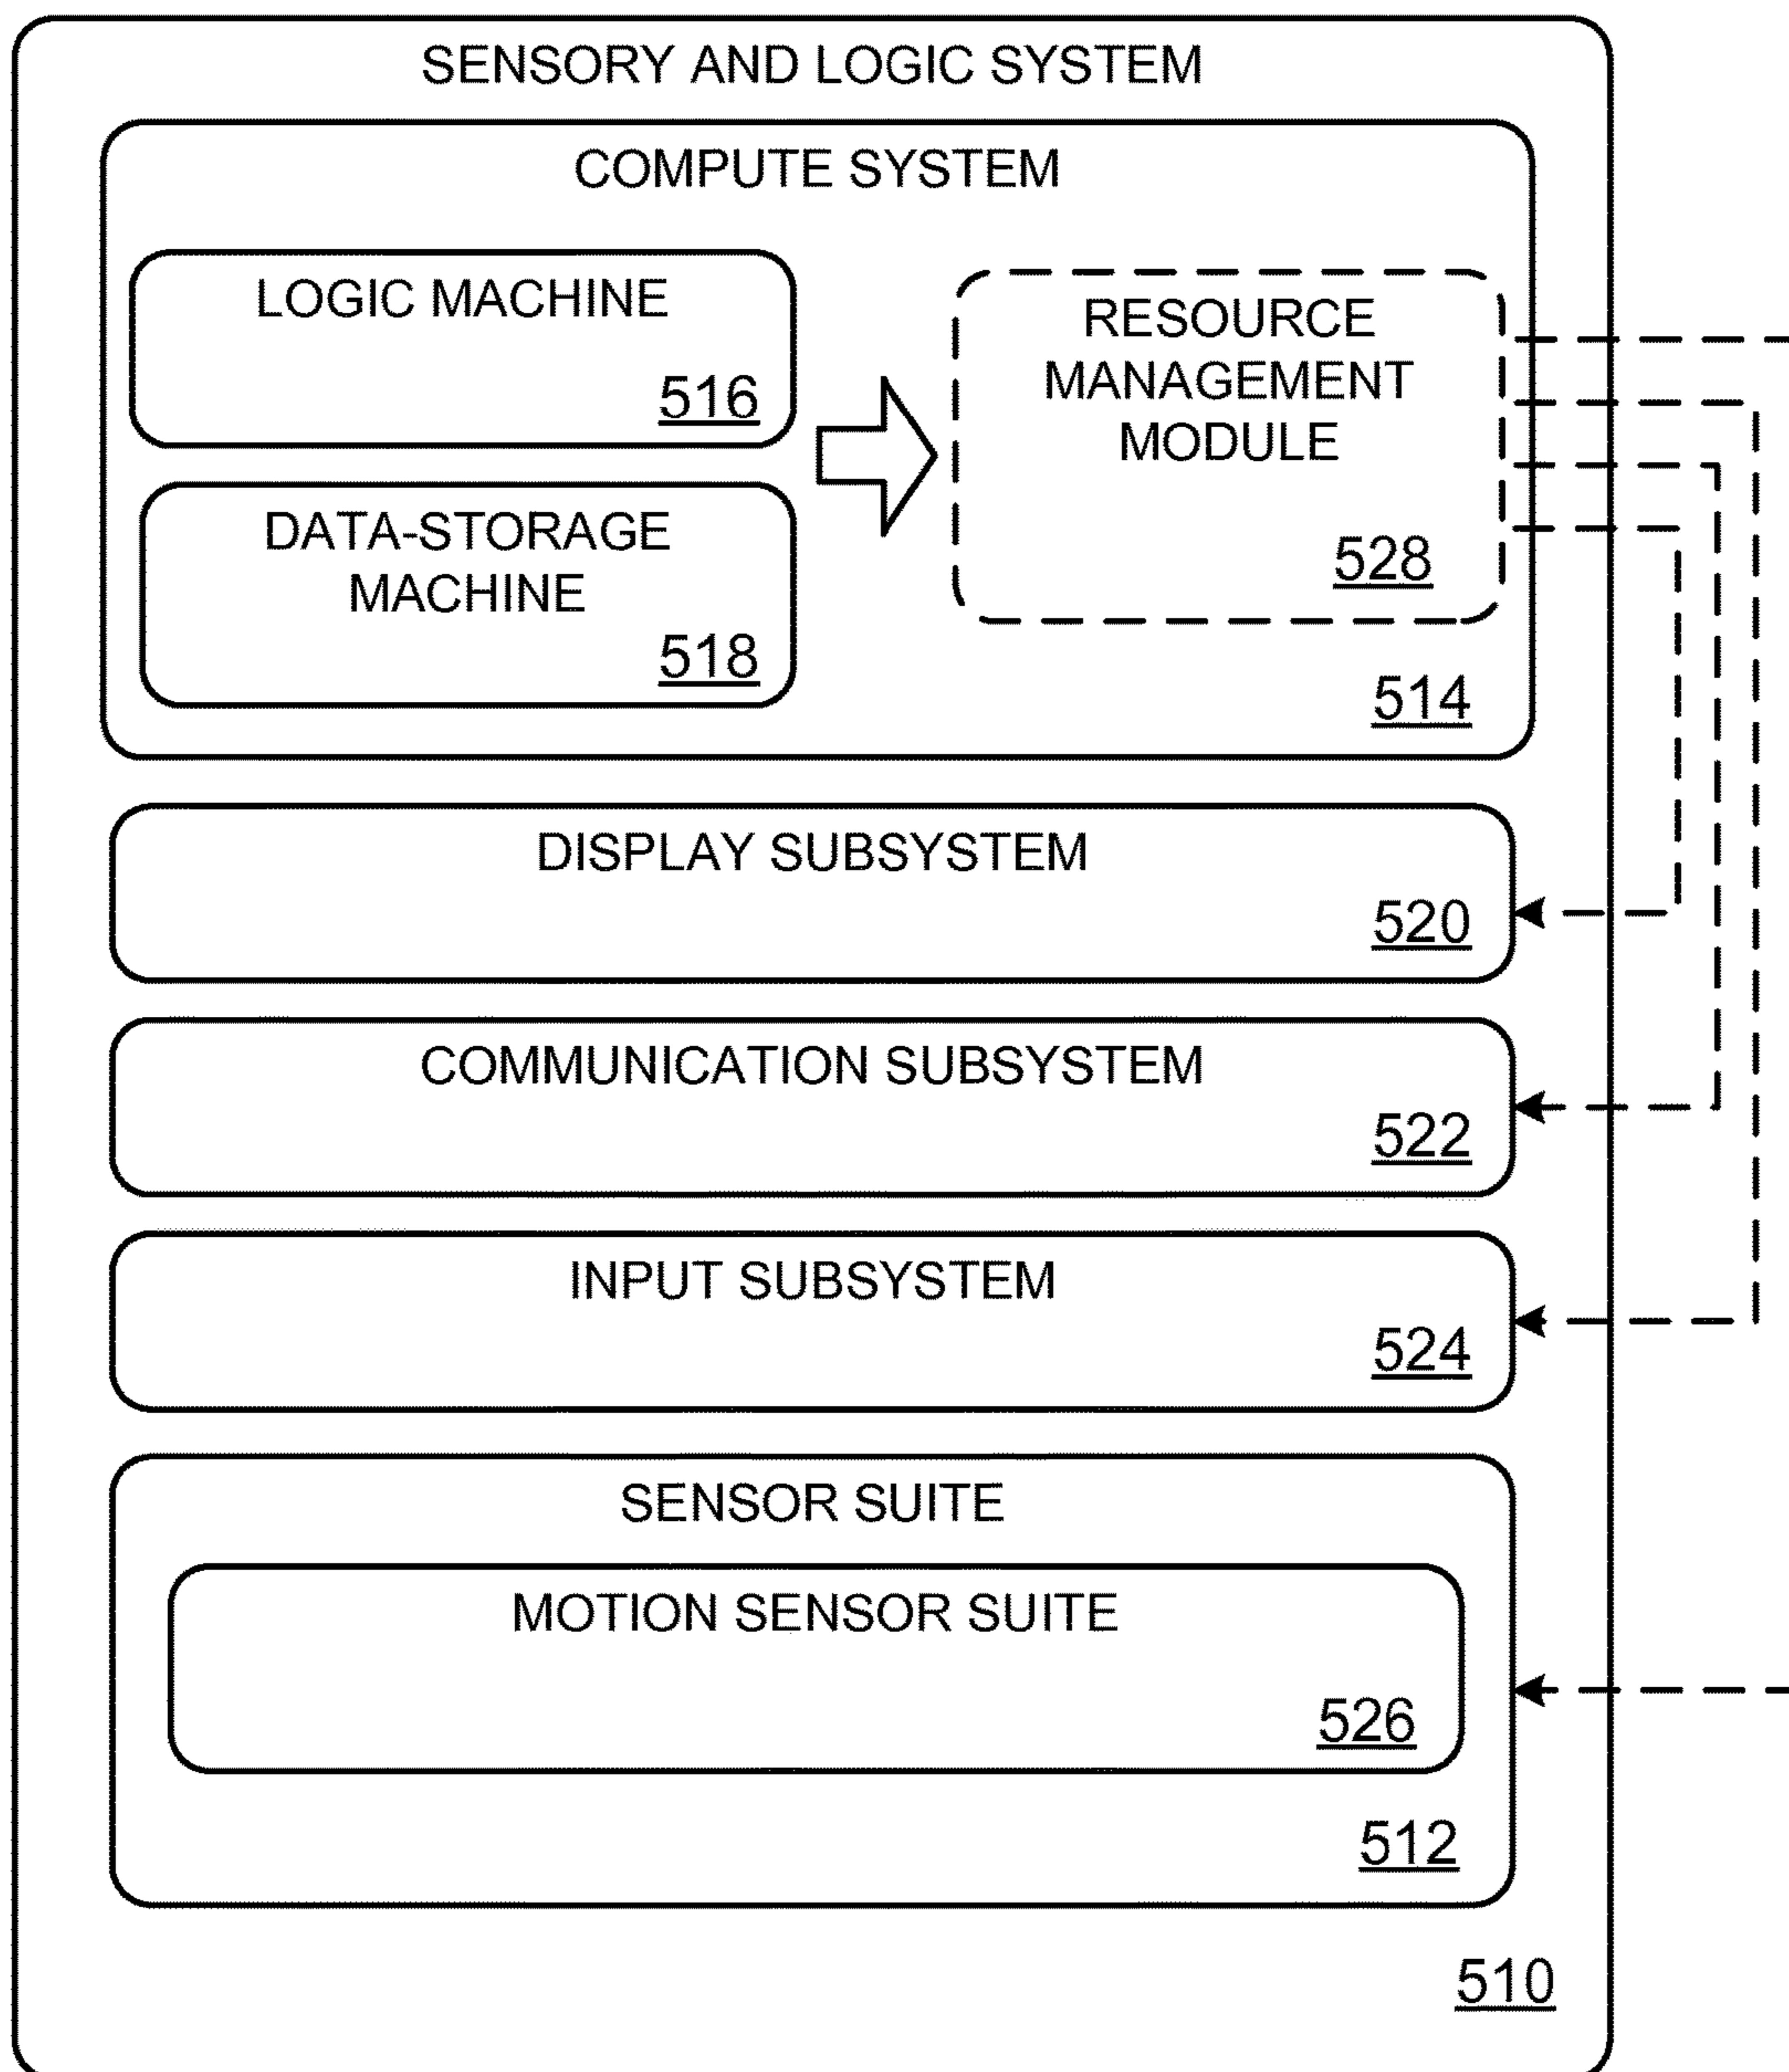 SENSORY AND LOGIC SYSTEM
COMPUTE SYSTEM
LOGIC MACHINE
516
DATA-STORAGE
MACHINE
518
RESOURCE
MANAGEMENT
MODULE
528
514
DISPLAY SUBSYSTEM
520
COMMUNICATION SUBSYSTEM
522
INPUT SUBSYSTEM
524
SENSOR SUITE
MOTION SENSOR SUITE
526
512
510